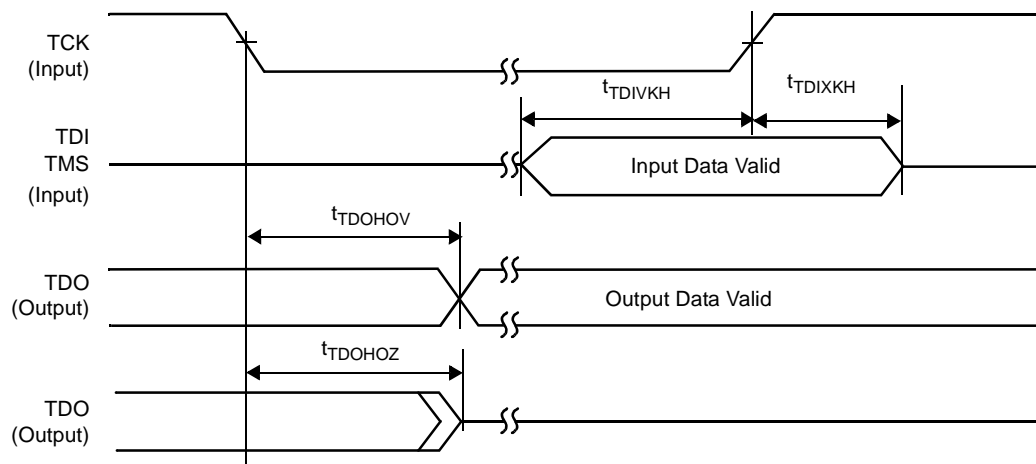 TCK
(Input)
tTDIVKH
tTDIXKH
TDI
TMS
(Input)
Input Data Valid
tTDOHOV
TDO
(Output)
Output Data Valid
tTDOHOZ
TDO
(Output)